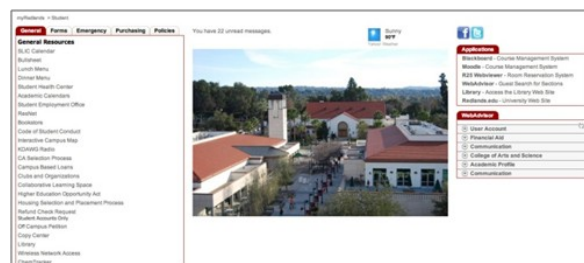 myRedlands > Student
General
Forms
Emergency
Purchasing
Policies
General Resources
SLIC Calendar
Bulletin
Lunch Menu
Dinner Menu
Student Health Center
Academic Calendars
Student Employment Office
ResNet
Bookstore
Code of Student Conduct
Interactive Campus Map
KDAWG Radio
CA Selection Process
Campus Based Loans
Clubs and Organizations
Collaborative Learning Space
Higher Education Opportunity Act
Housing Selection and Placement Process
Refund Check Request
Student Accounts Only
Off Campus Petition
Copy Center
Library
Wireless Network Access
You have 22 unread messages.
Sunny
Yahoo! Weather
Applications
Blackboard - Course Management System
Moodle - Course Management System
R25 Webviewer - Room Reservation System
WebAdvisor - Guest Search for Sections
Library - Access the Library Web Site
Redlands.edu - University Web Site
WebAdvisor
User Account
Financial Aid
Communication
College of Arts and Science
Academic Profile
Communication